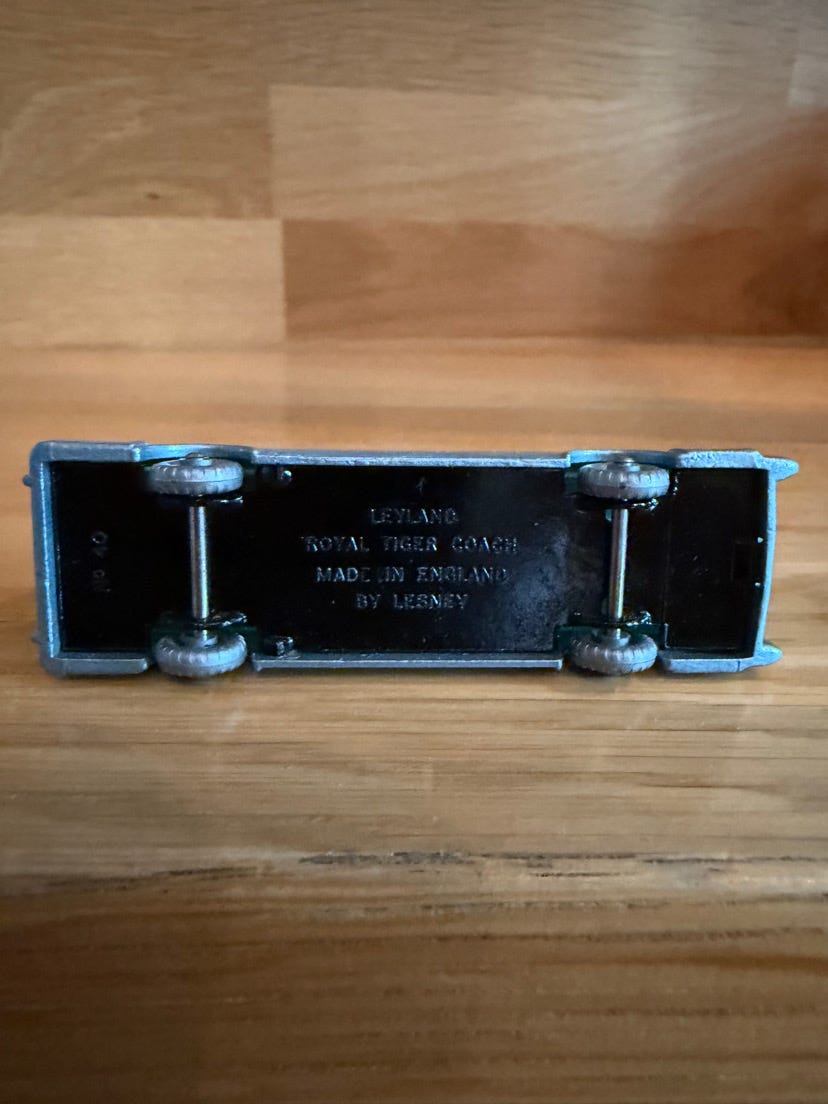 LEYLAND
ROYAL TIGER COACH
MADE IN ENGLAND
BY LESNEY
No 40